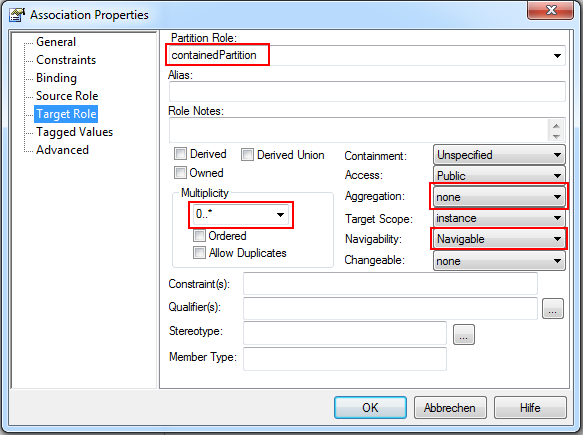 Association Properties
General
Constraints
Binding
Source Role
Target Role
Tagged Values
Advanced
Partition Role:
containedPartition
Alias:
Role Notes:
Derived
Derived Union
Owned
Containment: Unspecified
Access: Public
Aggregation: none
Target Scope: instance
Navigability: Navigable
Changeable: none
Multiplicity
0..*
Ordered
Allow Duplicates
Constraint(s):
Qualifier(s): ...
Stereotype: ...
Member Type:
OK Abbrechen Hilfe